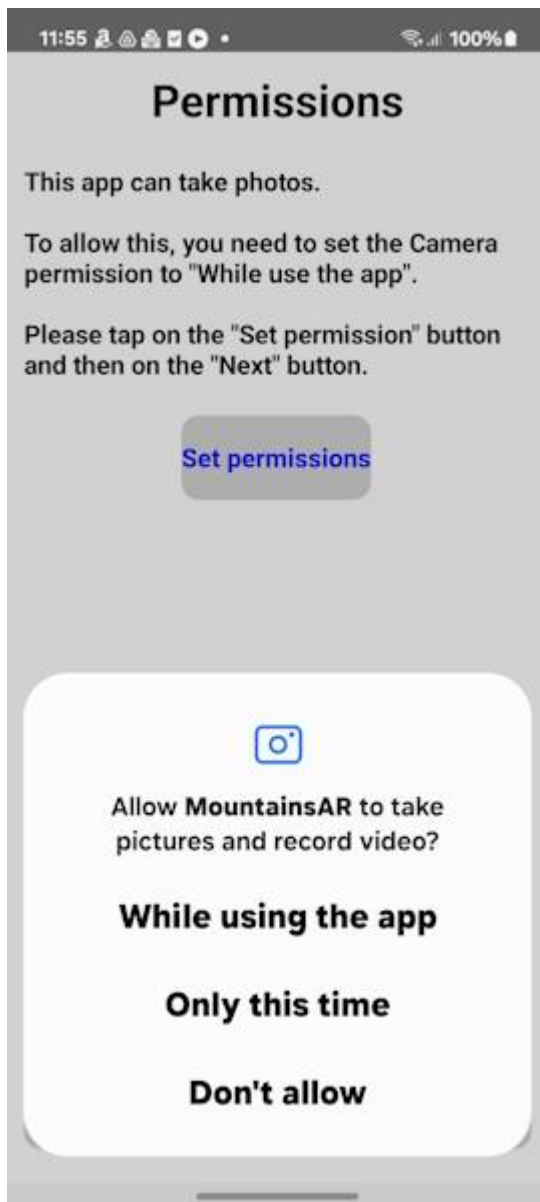 11:55
100%
Permissions
This app can take photos.
To allow this, you need to set the Camera
permission to "While use the app".
Please tap on the "Set permission" button
and then on the "Next" button.
Set permissions
Allow MountainsAR to take
pictures and record video?
While using the app
Only this time
Don't allow